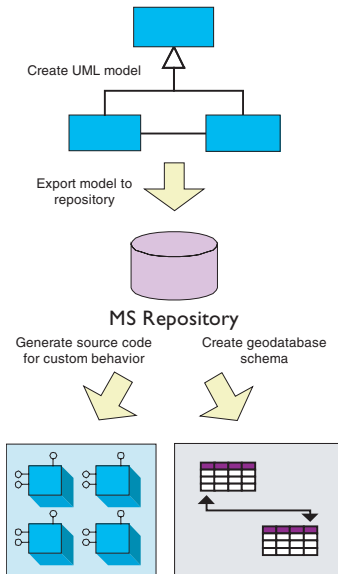 Create UML model
Export model to
repository
MS Repository
Generate source code
for custom behavior
Create geodatabase
schema